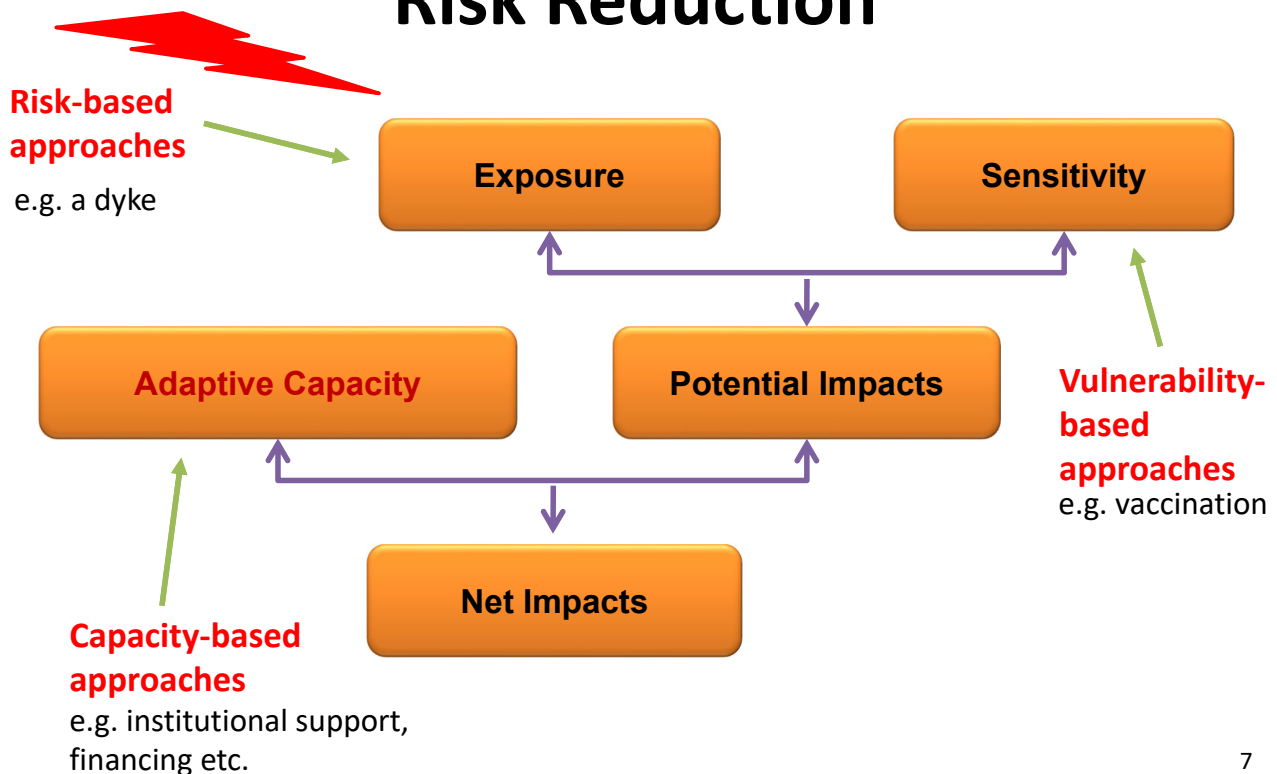 Risk Reduction
Risk-based
approaches
e.g. a dyke
Exposure
Sensitivity
Adaptive Capacity
Potential Impacts
Vulnerability-
based
approaches
e.g. vaccination
Net Impacts
Capacity-based
approaches
e.g. institutional support,
financing etc.
7